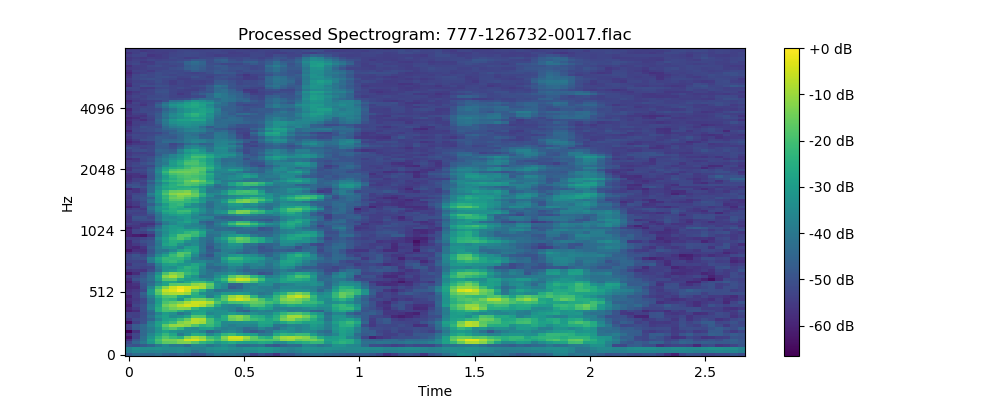 Processed Spectrogram: 777-126732-0017.flac
+0 dB
4096
-10 dB
-20 dB
2048
-30 dB
Hz
1024
-40 dB
-50 dB
512
-60 dB
0
0 0.5 1 1.5 2 2.5
Time